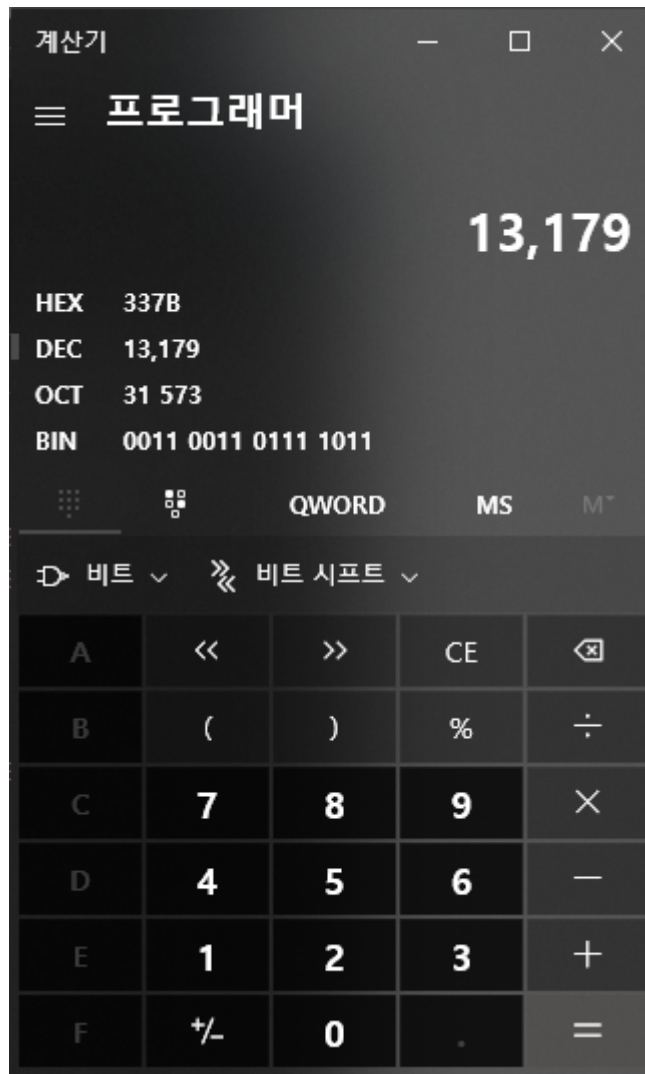 계산기
프로그래머
13,179
HEX 337B
DEC 13,179
OCT 31 573
BIN 0011 0011 0111 1011
QWORD MS M
비트 비트 시프트
A << >> CE
B ( ) % ÷
C 7 8 9 ×
D 4 5 6 −
E 1 2 3 +
F +/− 0 . =